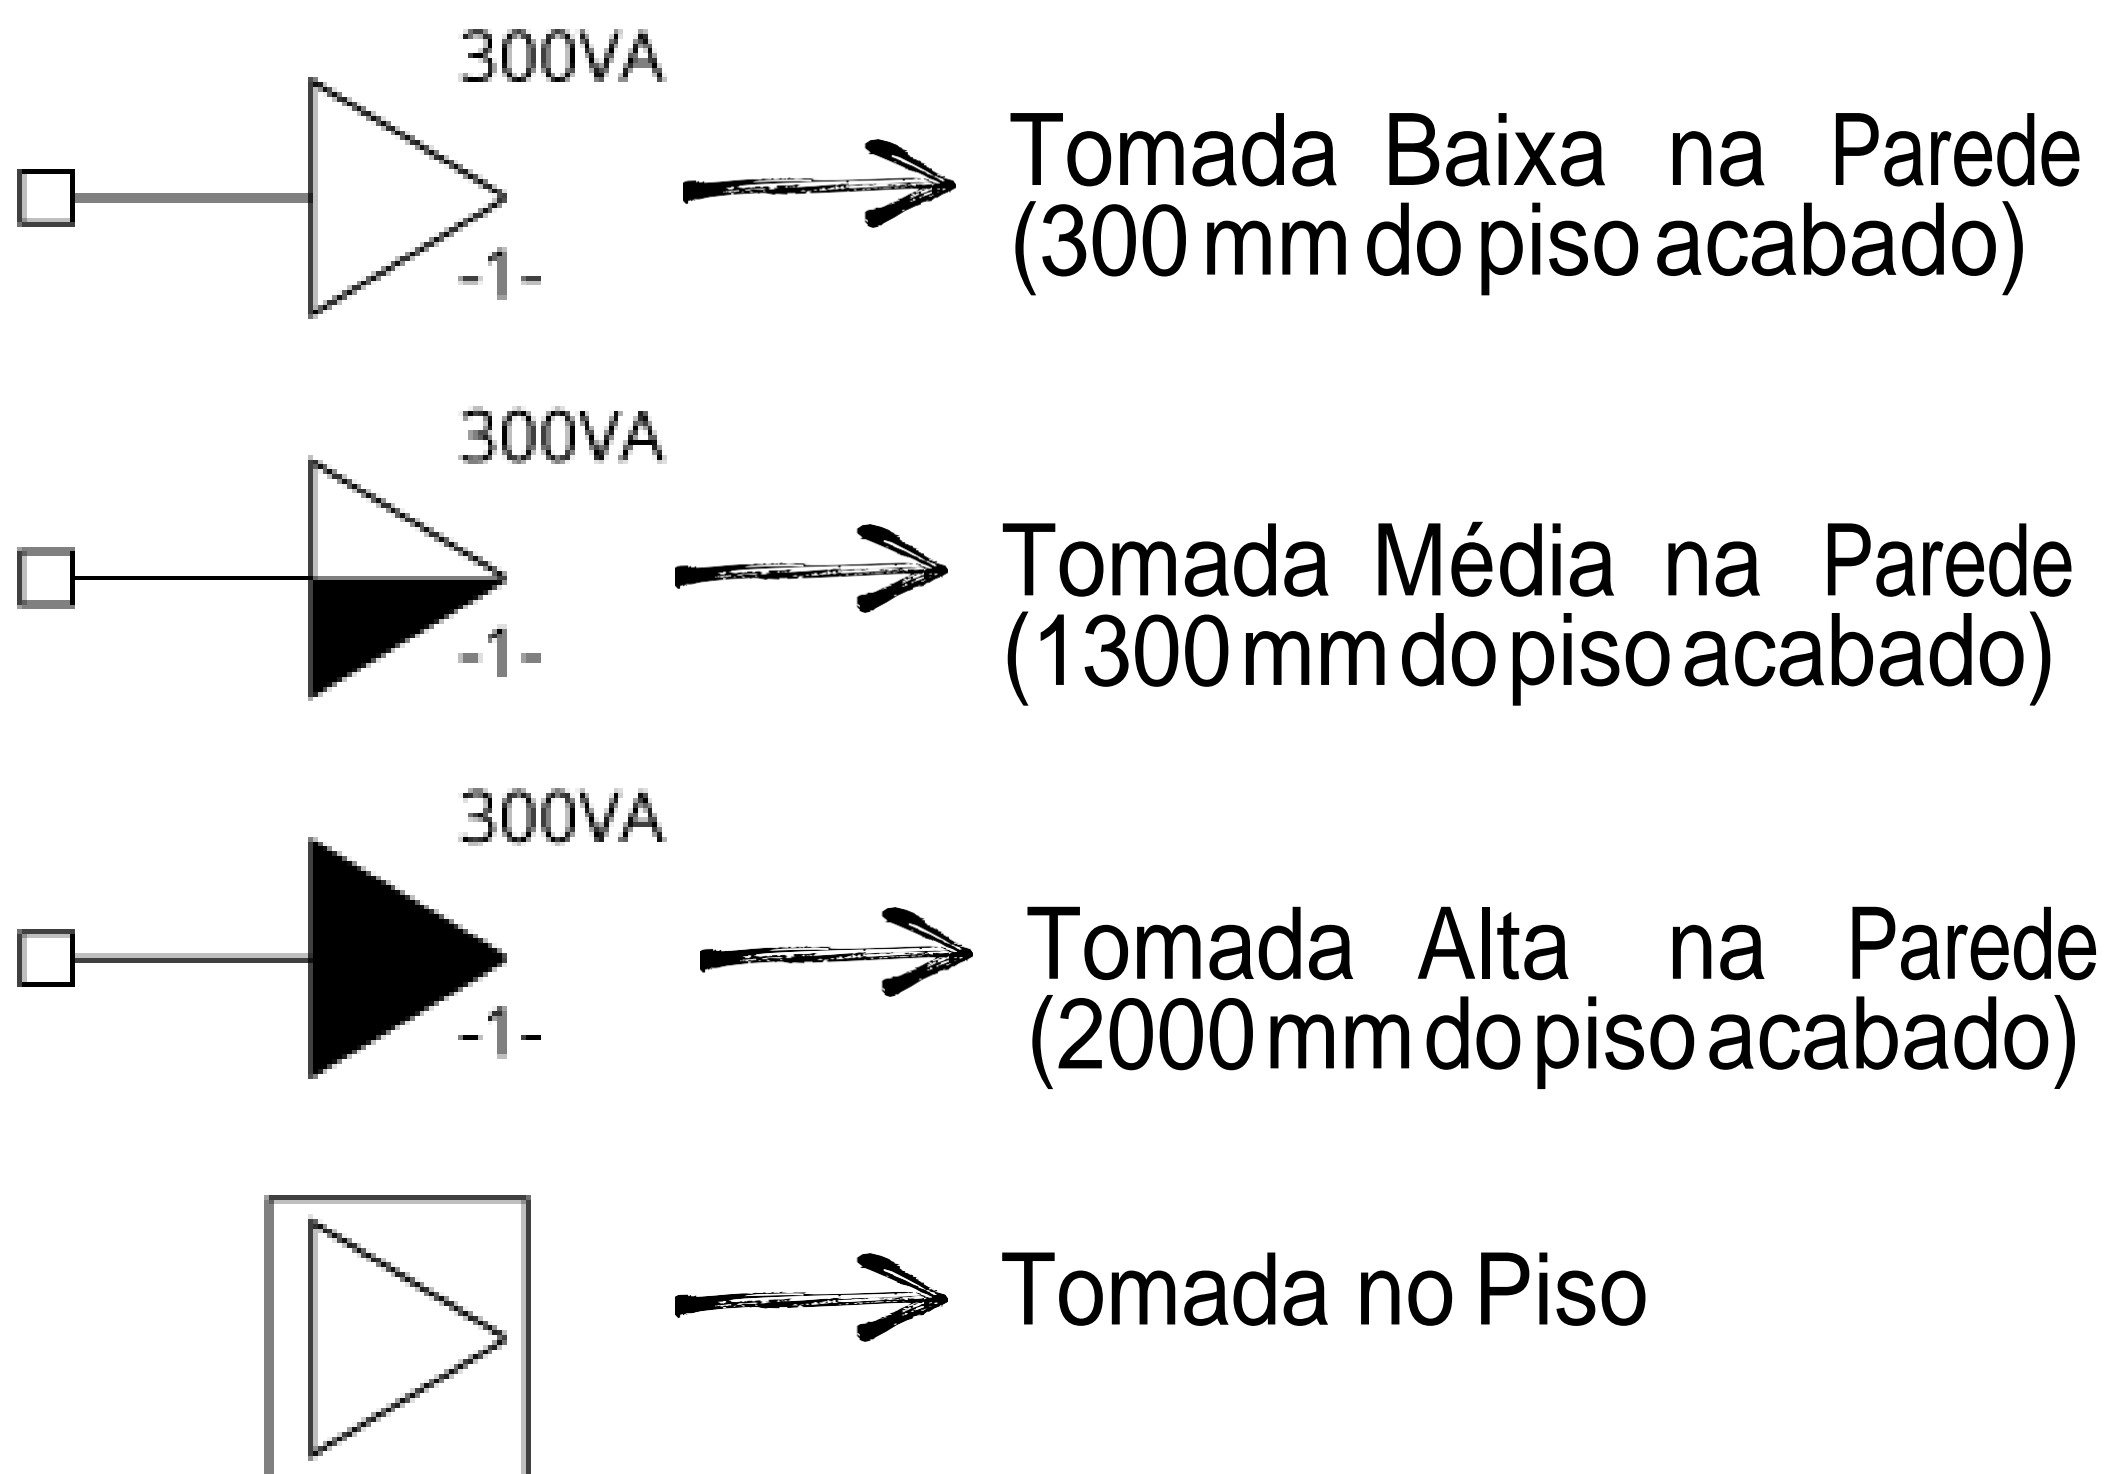 300VA
Tomada Baixa na Parede
(300 mm do piso acabado)
-1-
300VA
Tomada Média na Parede
(1300 mm do piso acabado)
-1-
300VA
Tomada Alta na Parede
(2000 mm do piso acabado)
-1-
Tomada no Piso